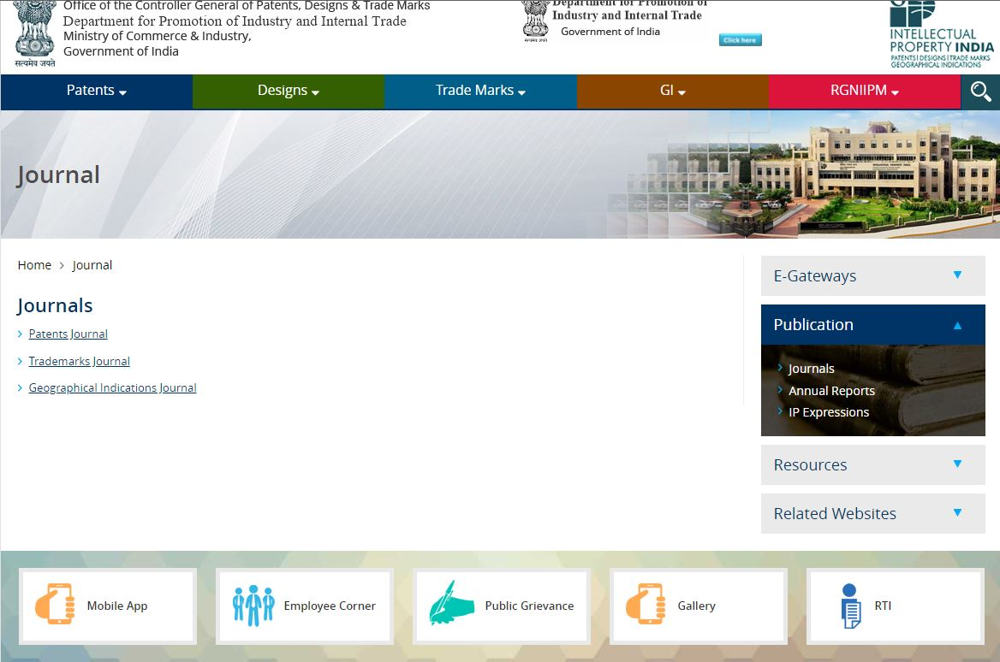 Office of the Controller General of Patents, Designs & Trade Marks
Department for Promotion of Industry and Internal Trade
Ministry of Commerce & Industry,
Government of India
सत्यमेव जयते
Department for Promotion of
Industry and Internal Trade
Government of India
सत्यमेव जयते
Click here
INTELLECTUAL
PROPERTY INDIA
PATENTS | DESIGNS | TRADE MARKS
GEOGRAPHICAL INDICATIONS
Patents
Designs
Trade Marks
GI
RGNIIPM
Journal
Home > Journal
Journals
Patents Journal
Trademarks Journal
Geographical Indications Journal
E-Gateways
Publication
Journals
Annual Reports
IP Expressions
Resources
Related Websites
Mobile App
Employee Corner
Public Grievance
Gallery
RTI